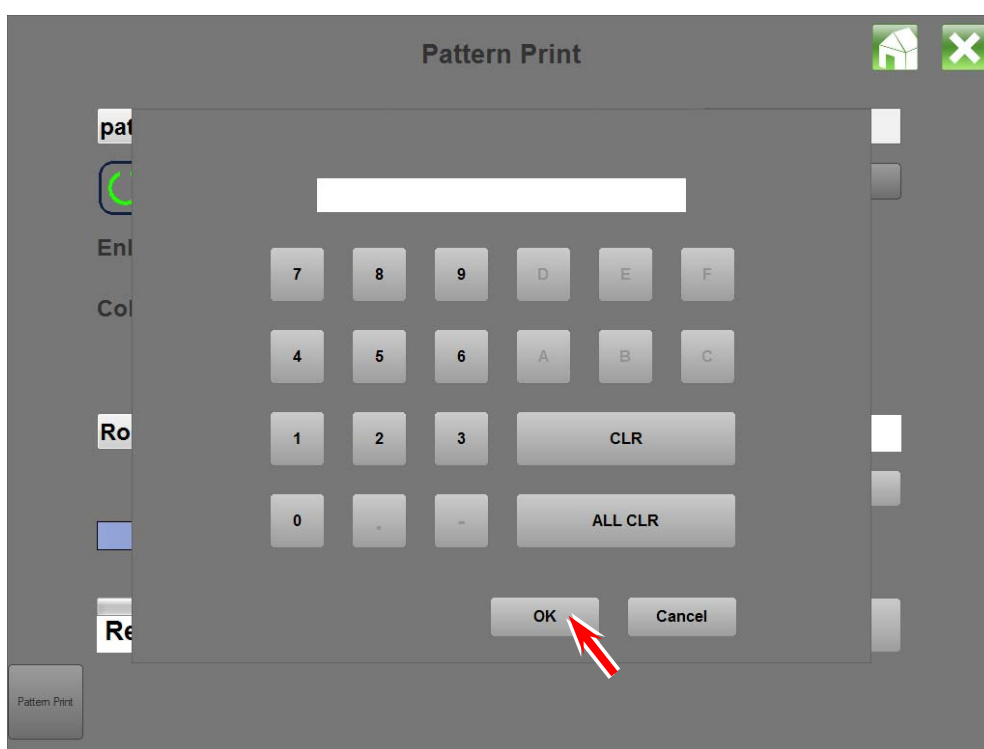 Pattern Print
pat
Enl
Col
7 8 9 D E F
4 5 6 A B C
Ro
1 2 3 CLR
0 . - ALL CLR
OK Cancel
Re
Pattern Print